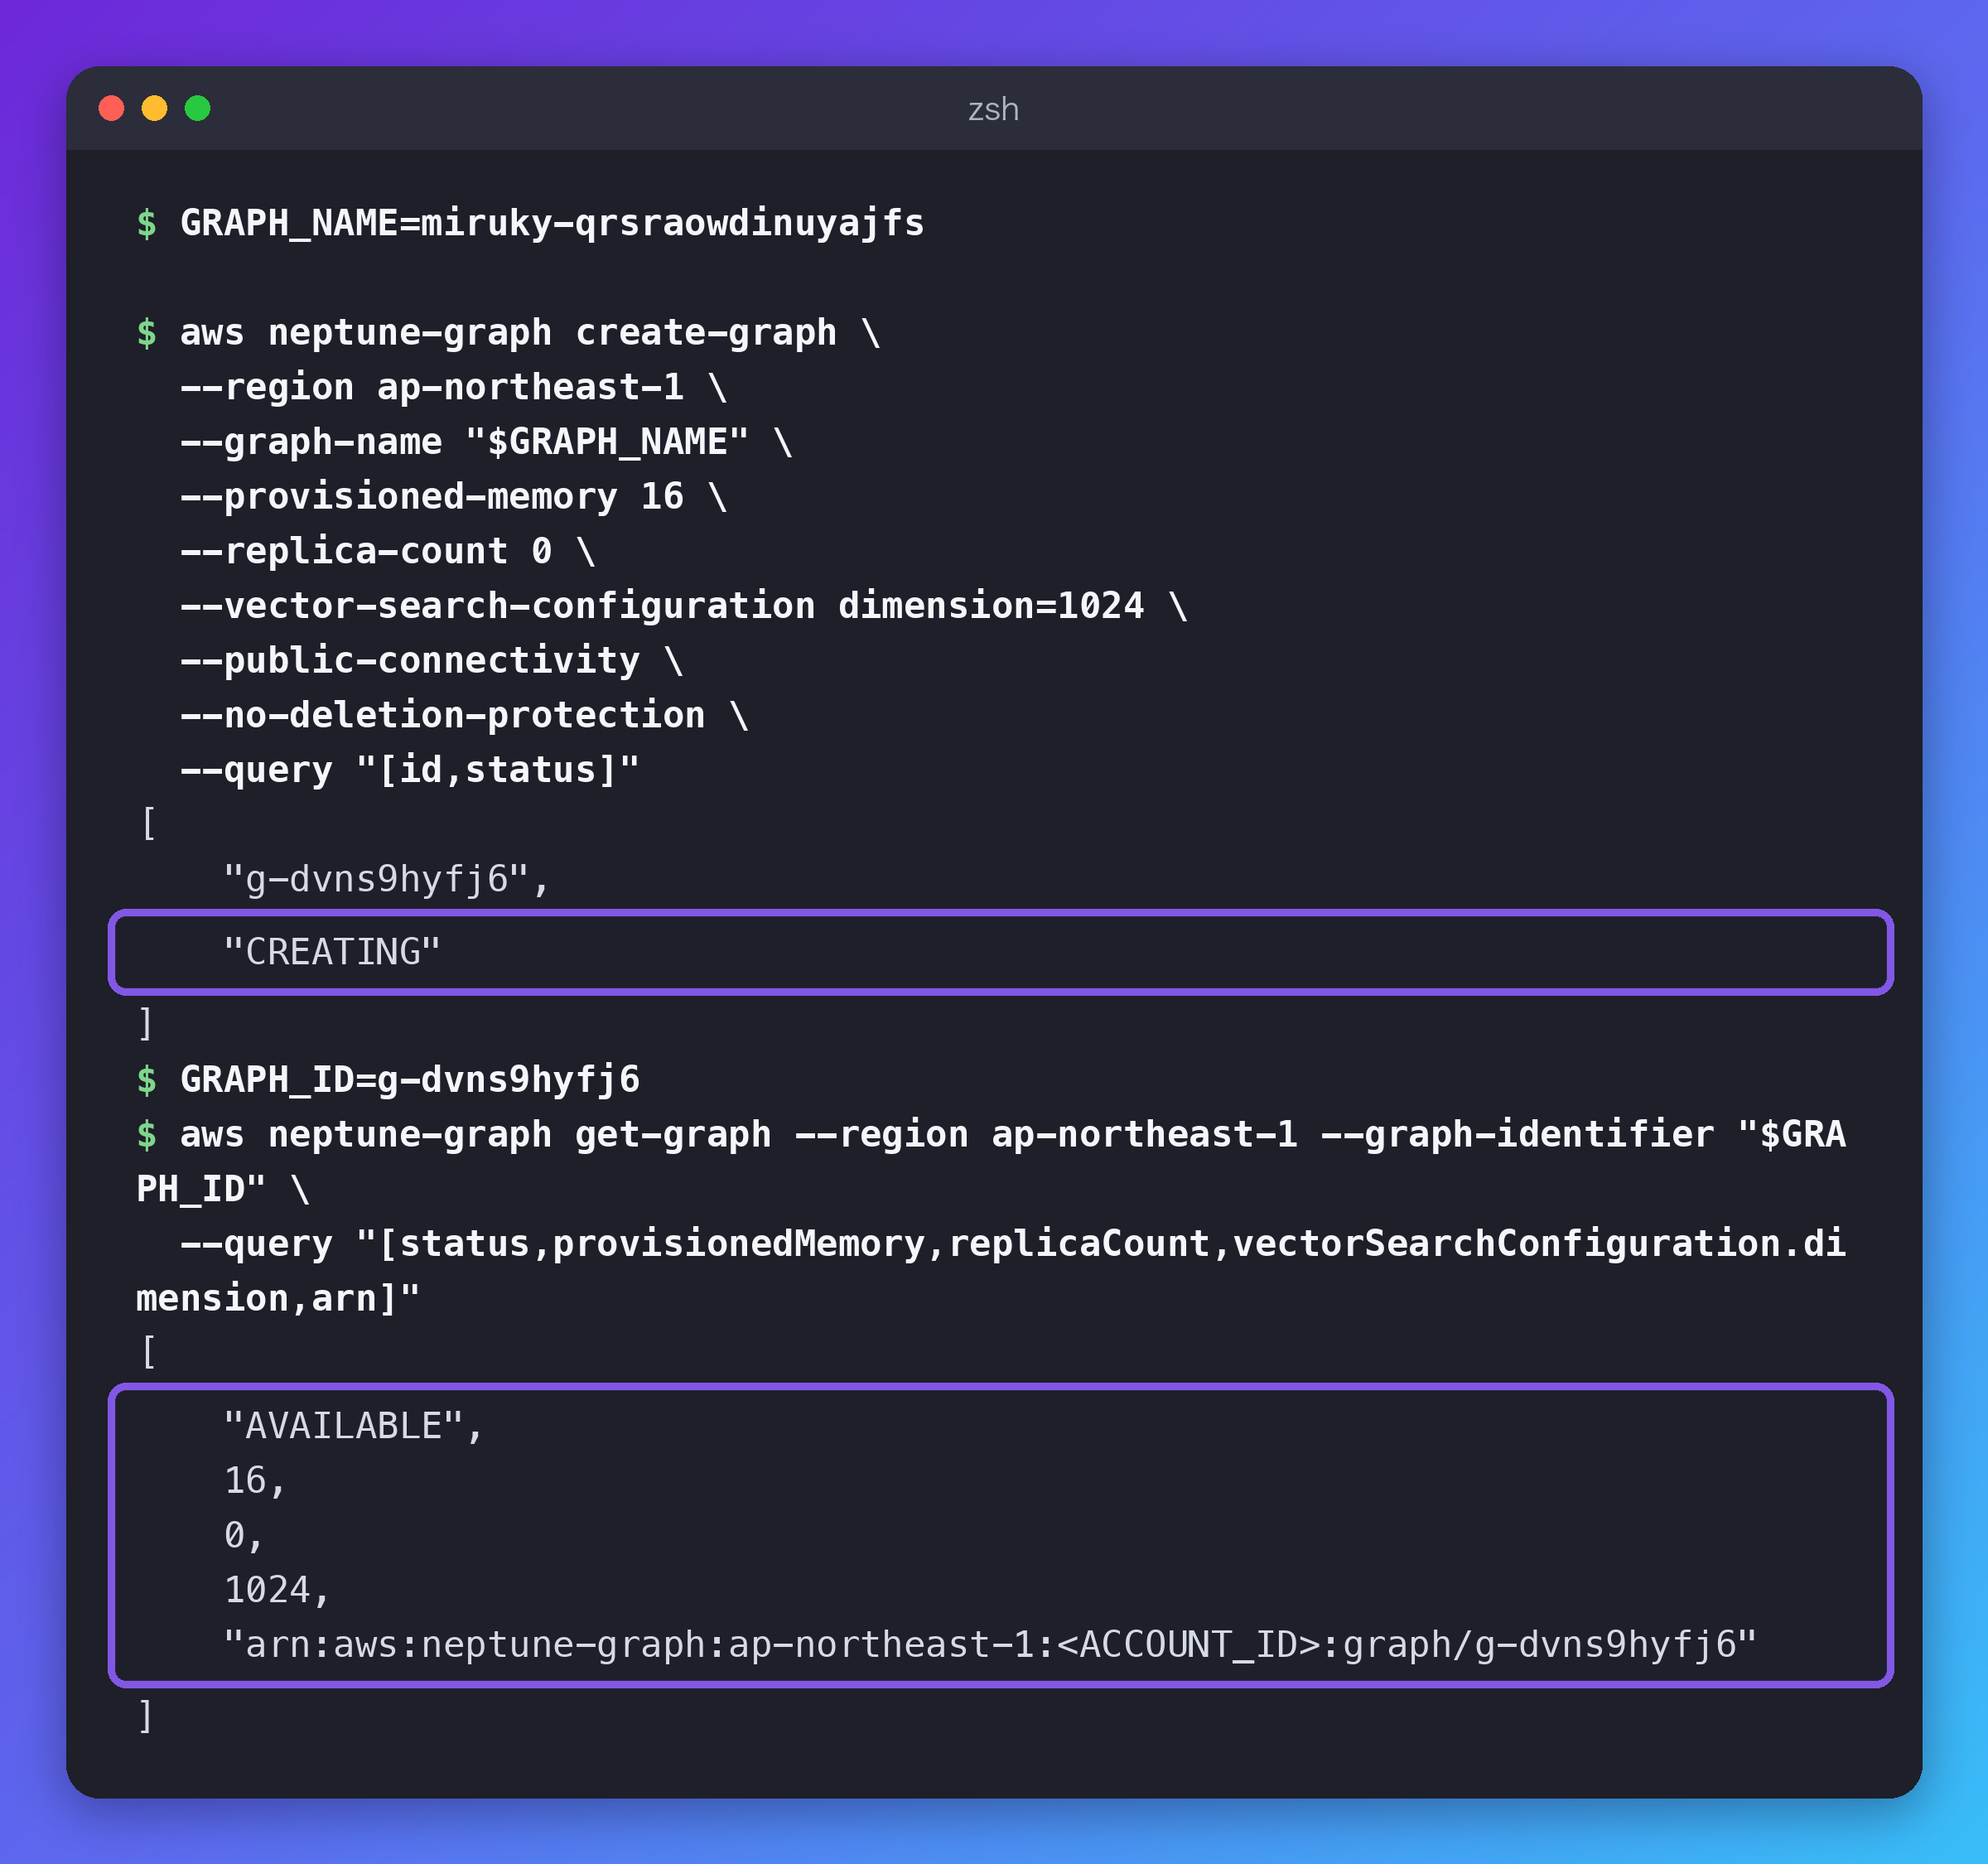 zsh
$ GRAPH_NAME=miruky-qrsraowdinuyajfs
$ aws neptune-graph create-graph \
  --region ap-northeast-1 \
  --graph-name "$GRAPH_NAME" \
  --provisioned-memory 16 \
  --replica-count 0 \
  --vector-search-configuration dimension=1024 \
  --public-connectivity \
  --no-deletion-protection \
  --query "[id,status]"
[
    "g-dvns9hyfj6",
    "CREATING"
]
$ GRAPH_ID=g-dvns9hyfj6
$ aws neptune-graph get-graph --region ap-northeast-1 --graph-identifier "$GRA
PH_ID" \
  --query "[status,provisionedMemory,replicaCount,vectorSearchConfiguration.di
mension,arn]"
[
    "AVAILABLE",
    16,
    0,
    1024,
    "arn:aws:neptune-graph:ap-northeast-1:<ACCOUNT_ID>:graph/g-dvns9hyfj6"
]